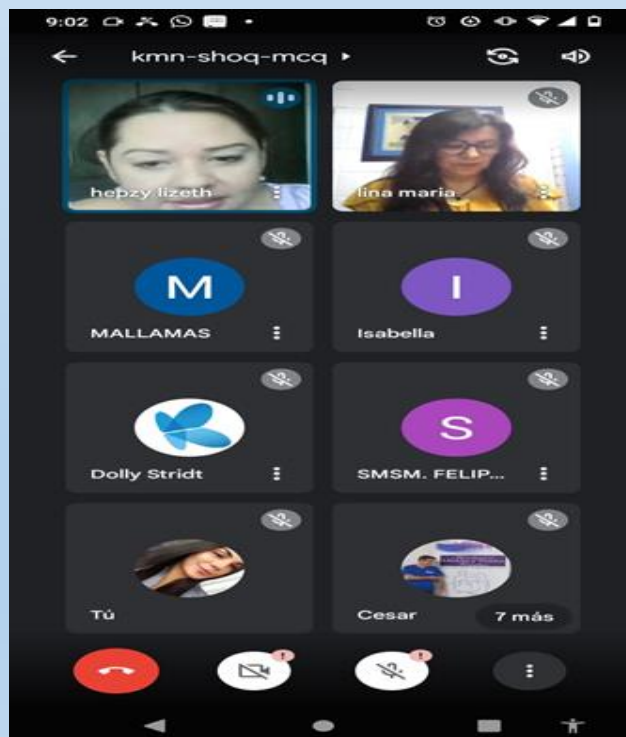 9:02
kmn-shoq-mcq
hepzy lizeth
lina maria
M
I
MALLAMAS
Isabella
S
Dolly Stridt
SMSM. FELIP...
Tú
Cesar
7 más